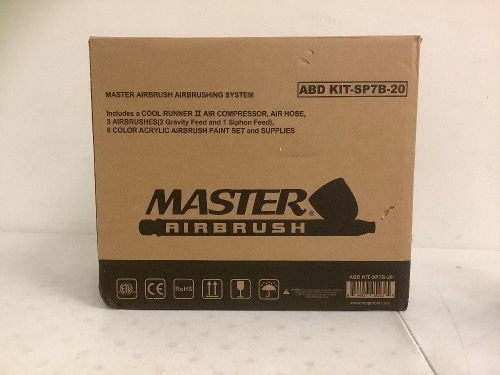 MASTER AIRBRUSH AIRBRUSHING SYSTEM
ABD KIT-SP7B-20
Includes a COOL RUNNER II AIR COMPRESSOR, AIR HOSE,
3 AIRBRUSHES(2 Gravity Feed and 1 Siphon Feed),
6 COLOR ACRYLIC AIRBRUSH PAINT SET and SUPPLIES
MASTER®
AIRBRUSH
ABD KIT-SP7B-20
CE
RoHS